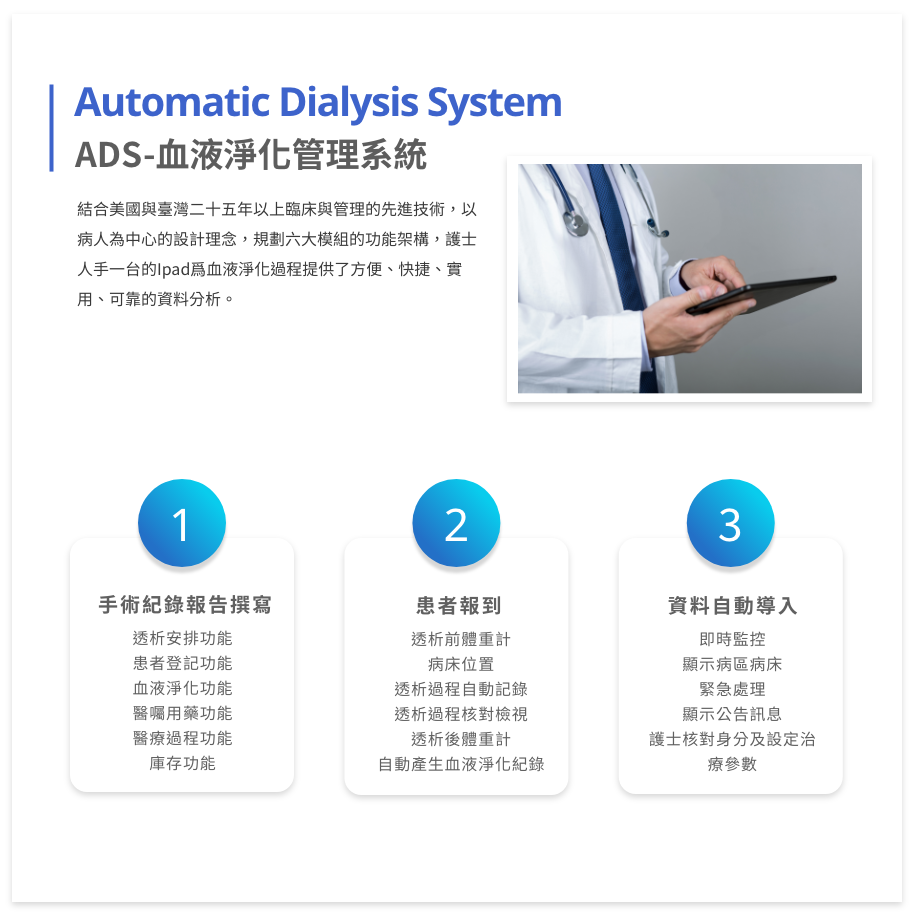 Automatic Dialysis System
ADS-血液淨化管理系統
結合美國與臺灣二十五年以上臨床與管理的先進技術，以
病人為中心的設計理念，規劃六大模組的功能架構，護士
人手一台的Ipad爲血液淨化過程提供了方便、快捷、實
用、可靠的資料分析。
1
手術紀錄報告撰寫
透析安排功能
患者登記功能
血液淨化功能
醫囑用藥功能
醫療過程功能
庫存功能
2
患者報到
透析前體重計
病床位置
透析過程自動記錄
透析過程核對檢視
透析後體重計
自動產生血液淨化紀錄
3
資料自動導入
即時監控
顯示病區病床
緊急處理
顯示公告訊息
護士核對身分及設定治
療參數